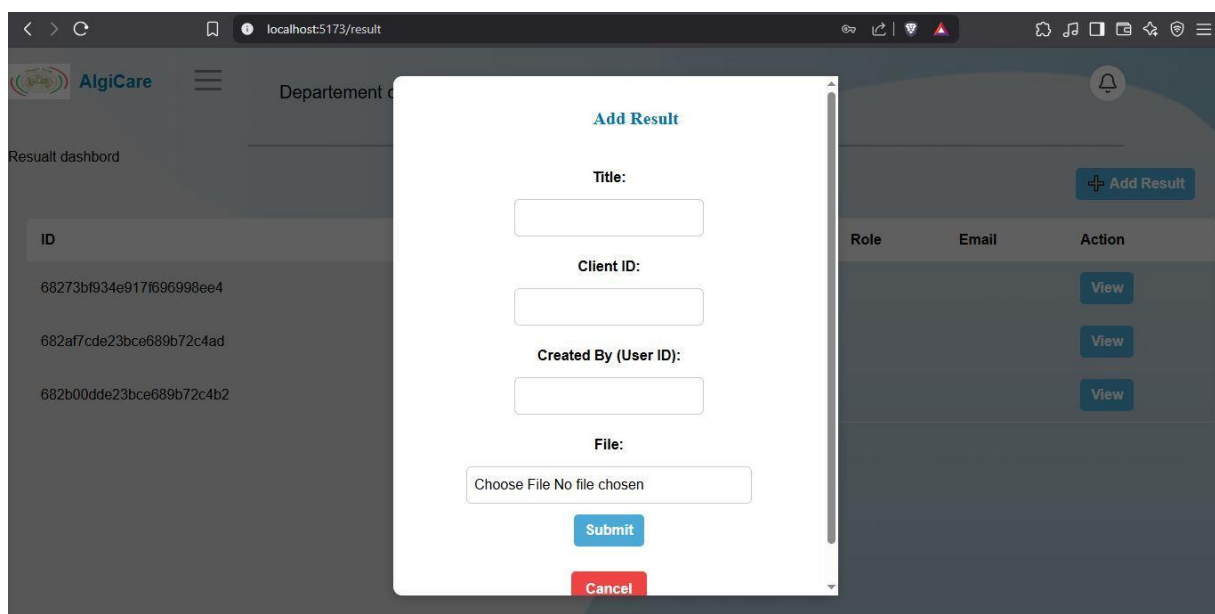 localhost:5173/result
AlgiCare
Departement
Add Result
Resualt dashbord
Title:
Add Result
ID
Role
Email
Action
Client ID:
68273bf934e917f696998ee4
View
682af7cde23bce689b72c4ad
View
Created By (User ID):
682b00dde23bce689b72c4b2
View
File:
Choose File No file chosen
Submit
Cancel